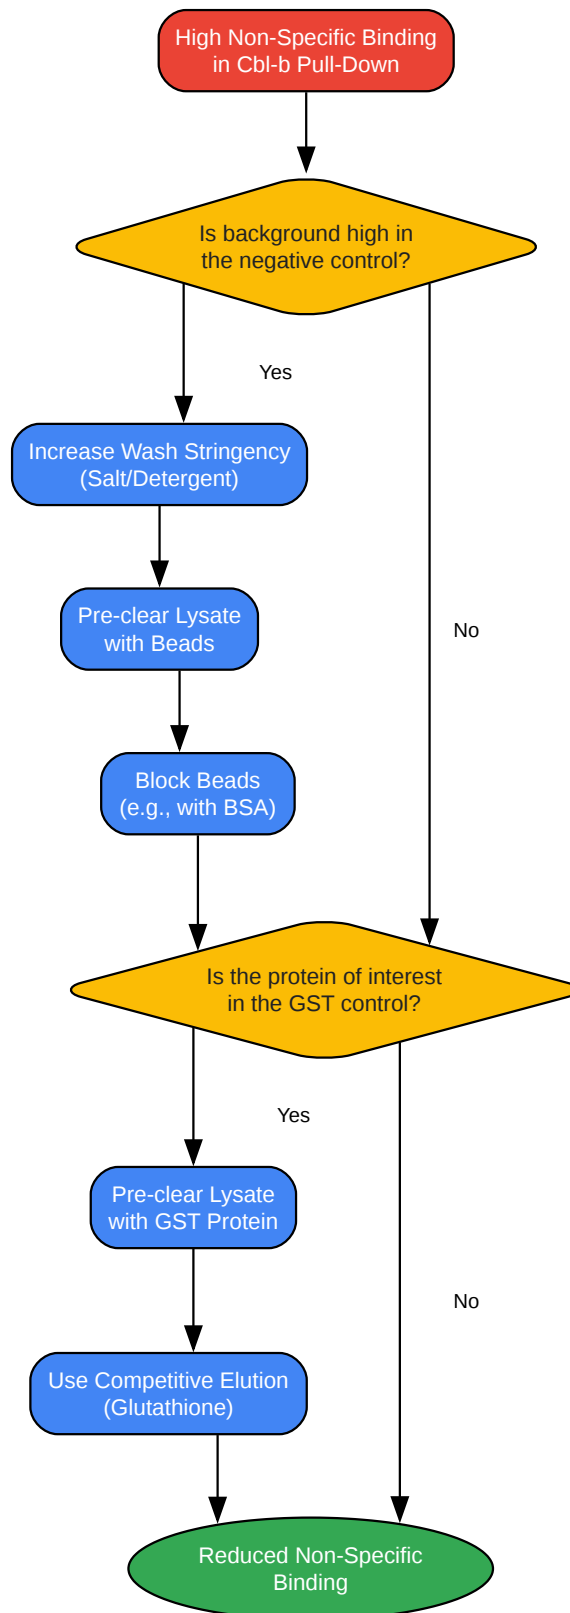 High Non-Specific Binding
in Cbl-b Pull-Down
Is background high in
the negative control?
Yes
Increase Wash Stringency
(Salt/Detergent)
Pre-clear Lysate
with Beads
No
Block Beads
(e.g., with BSA)
Is the protein of interest
in the GST control?
Yes
Pre-clear Lysate
with GST Protein
No
Use Competitive Elution
(Glutathione)
Reduced Non-Specific
Binding